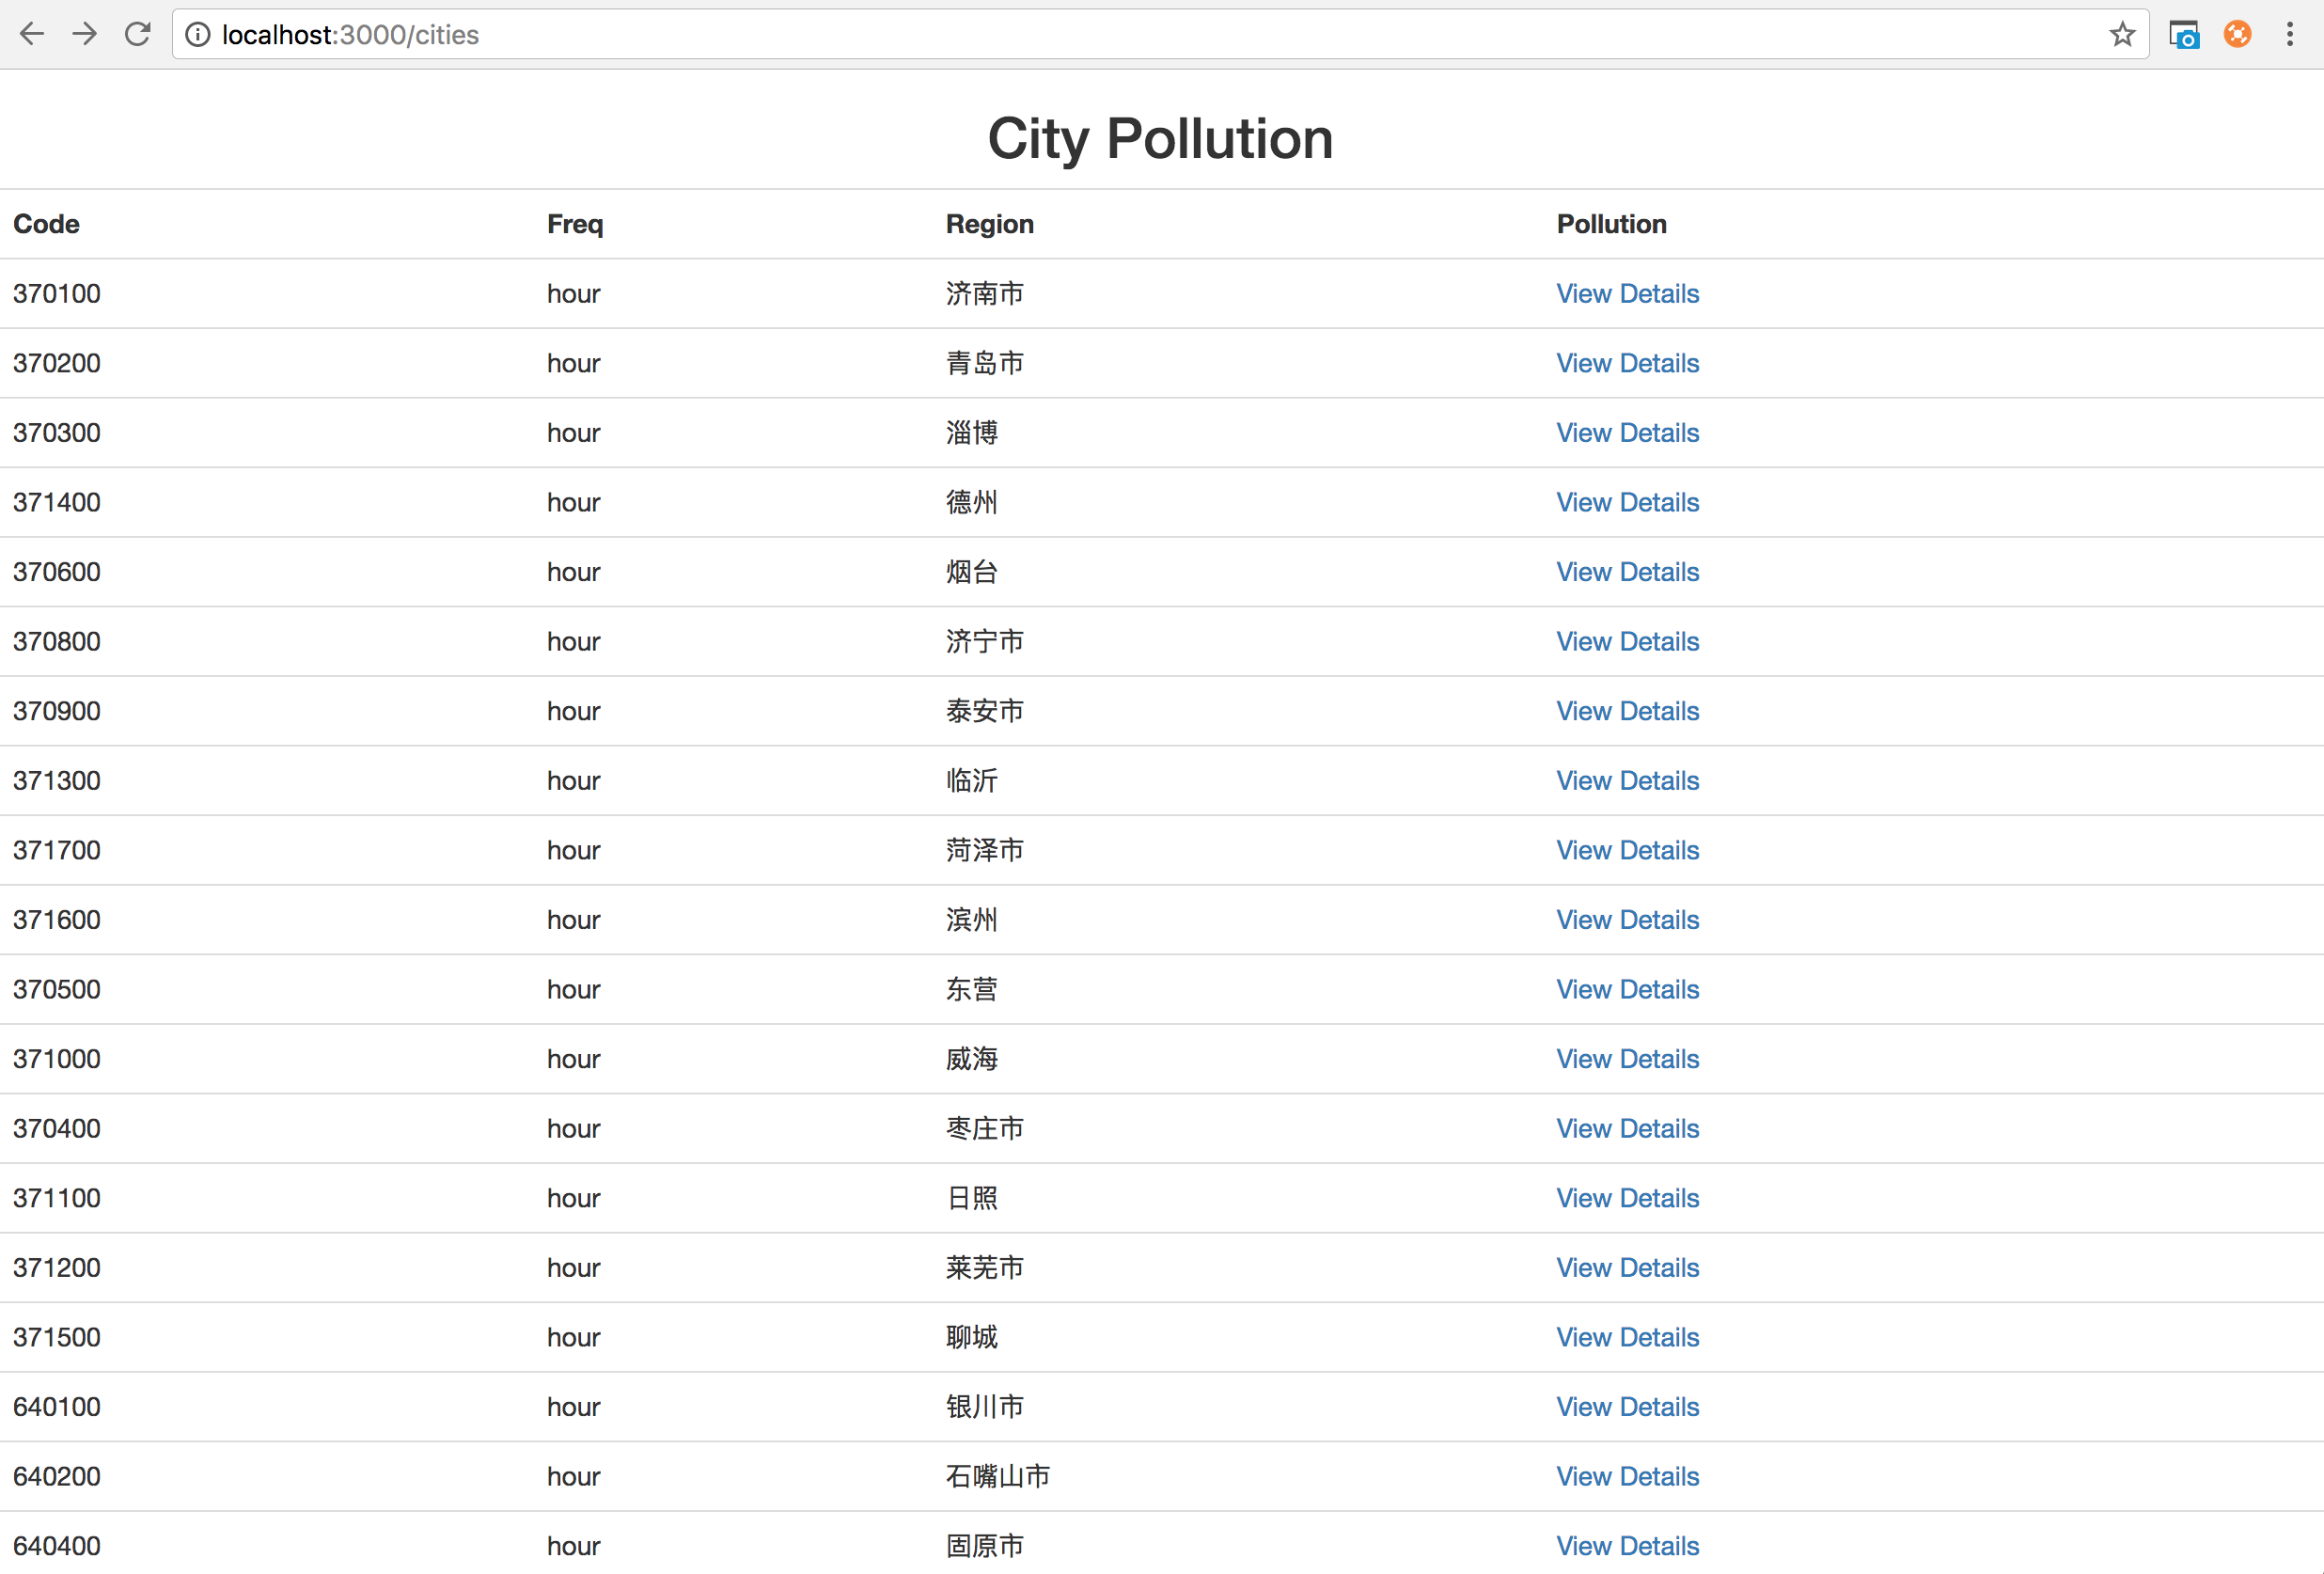 localhost:3000/cities
City Pollution
Code Freq Region Pollution
370100 hour 济南市 View Details
370200 hour 青岛市 View Details
370300 hour 淄博 View Details
371400 hour 德州 View Details
370600 hour 烟台 View Details
370800 hour 济宁市 View Details
370900 hour 泰安市 View Details
371300 hour 临沂 View Details
371700 hour 菏泽市 View Details
371600 hour 滨州 View Details
370500 hour 东营 View Details
371000 hour 威海 View Details
370400 hour 枣庄市 View Details
371100 hour 日照 View Details
371200 hour 莱芜市 View Details
371500 hour 聊城 View Details
640100 hour 银川市 View Details
640200 hour 石嘴山市 View Details
640400 hour 固原市 View Details